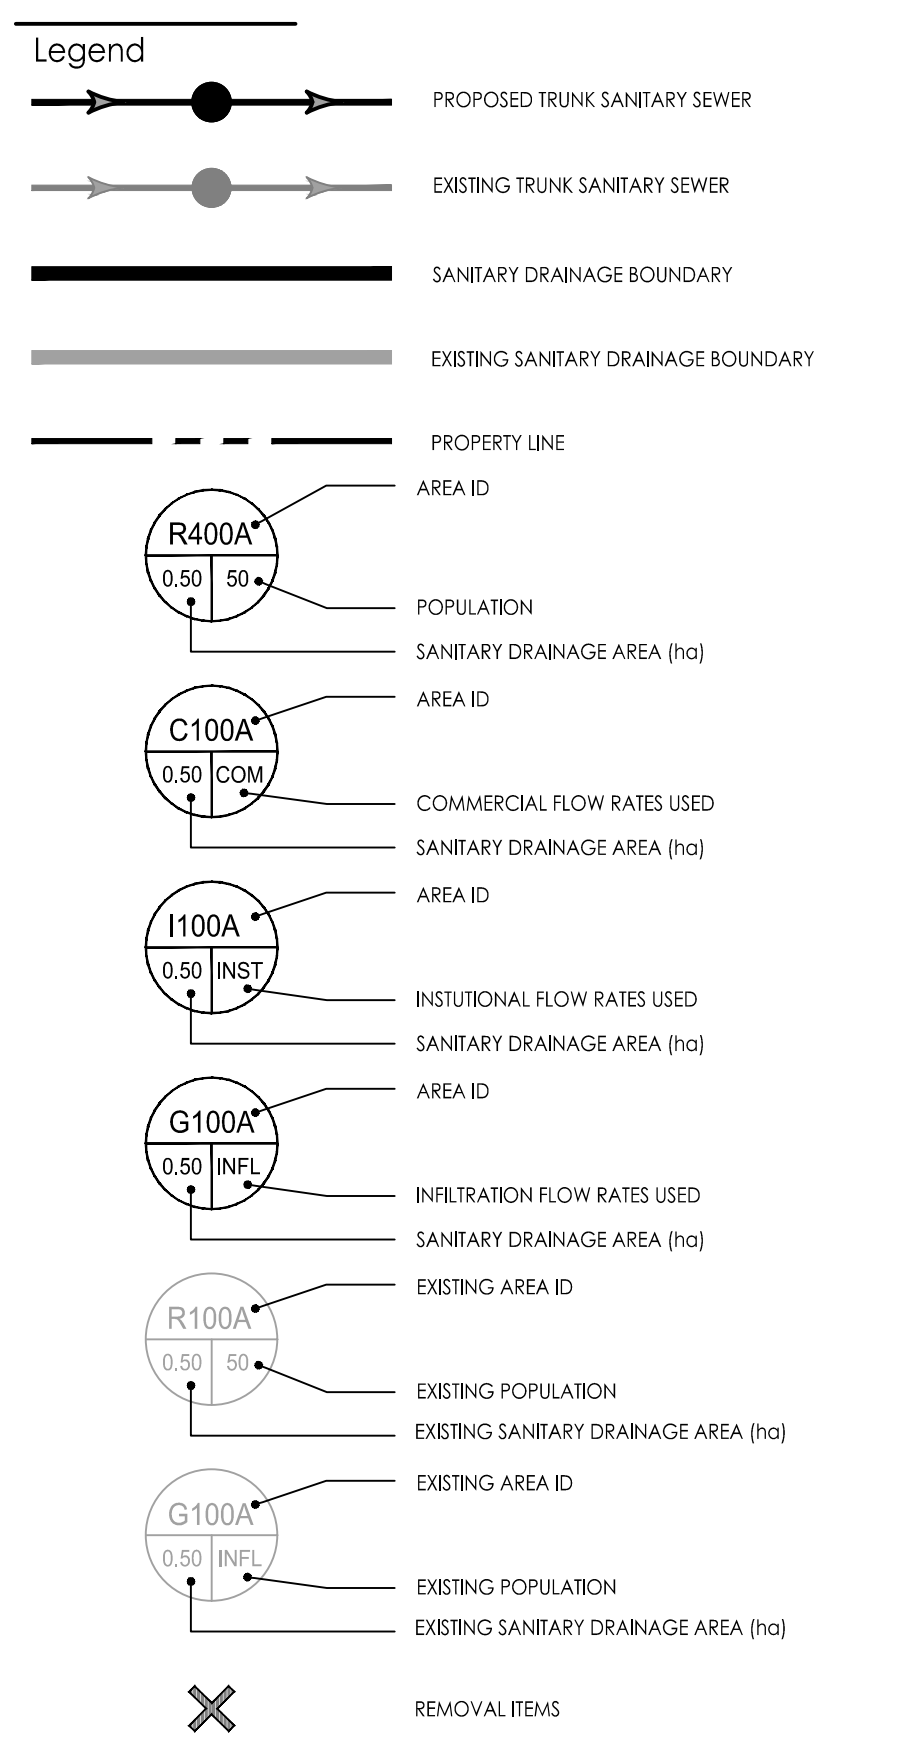 Legend
PROPOSED TRUNK SANITARY SEWER
EXISTING TRUNK SANITARY SEWER
SANITARY DRAINAGE BOUNDARY
EXISTING SANITARY DRAINAGE BOUNDARY
PROPERTY LINE
AREA ID
R400A
0.50 50
POPULATION
SANITARY DRAINAGE AREA (ha)
AREA ID
C100A
0.50 COM
COMMERCIAL FLOW RATES USED
SANITARY DRAINAGE AREA (ha)
AREA ID
I100A
0.50 INST
INSTUTIONAL FLOW RATES USED
SANITARY DRAINAGE AREA (ha)
AREA ID
G100A
0.50 INFL
INFILTRATION FLOW RATES USED
SANITARY DRAINAGE AREA (ha)
EXISTING AREA ID
R100A
0.50 50
EXISTING POPULATION
EXISTING SANITARY DRAINAGE AREA (ha)
EXISTING AREA ID
G100A
0.50 INFL
EXISTING POPULATION
EXISTING SANITARY DRAINAGE AREA (ha)
REMOVAL ITEMS